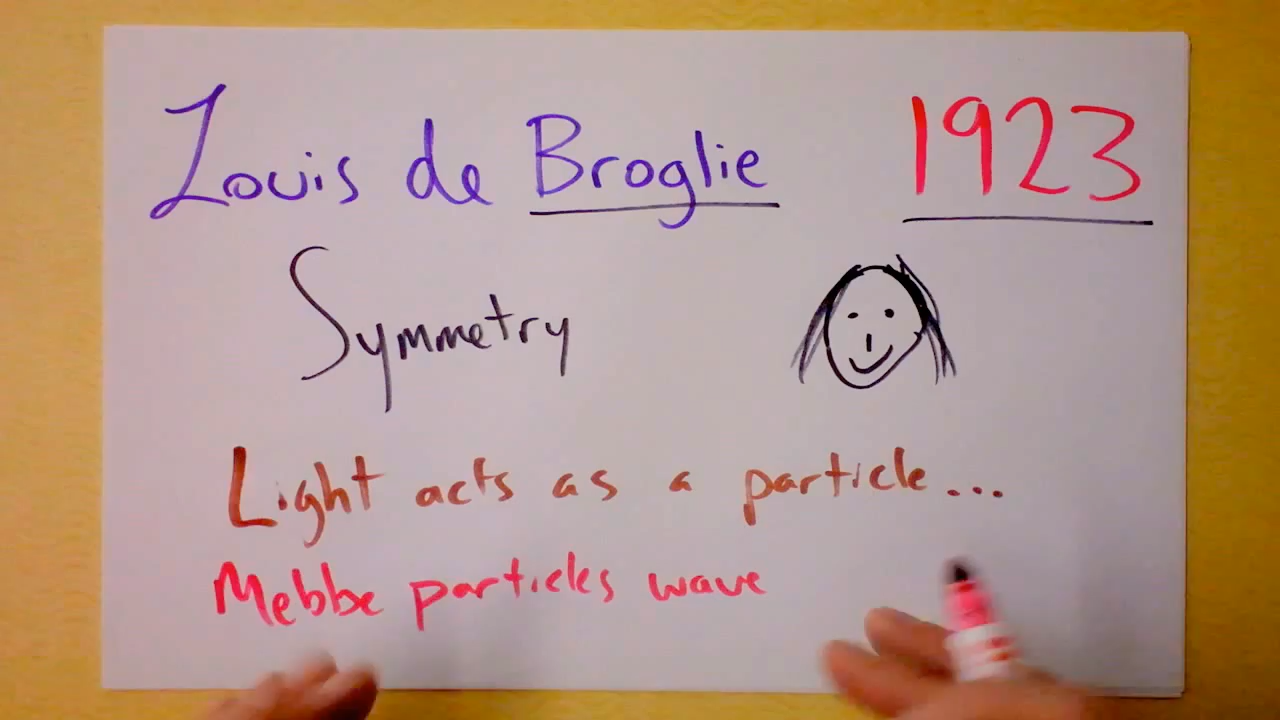 Louis de Broglie 1923
Symmetry
Light acts as a particle...
Mebbe particles wave